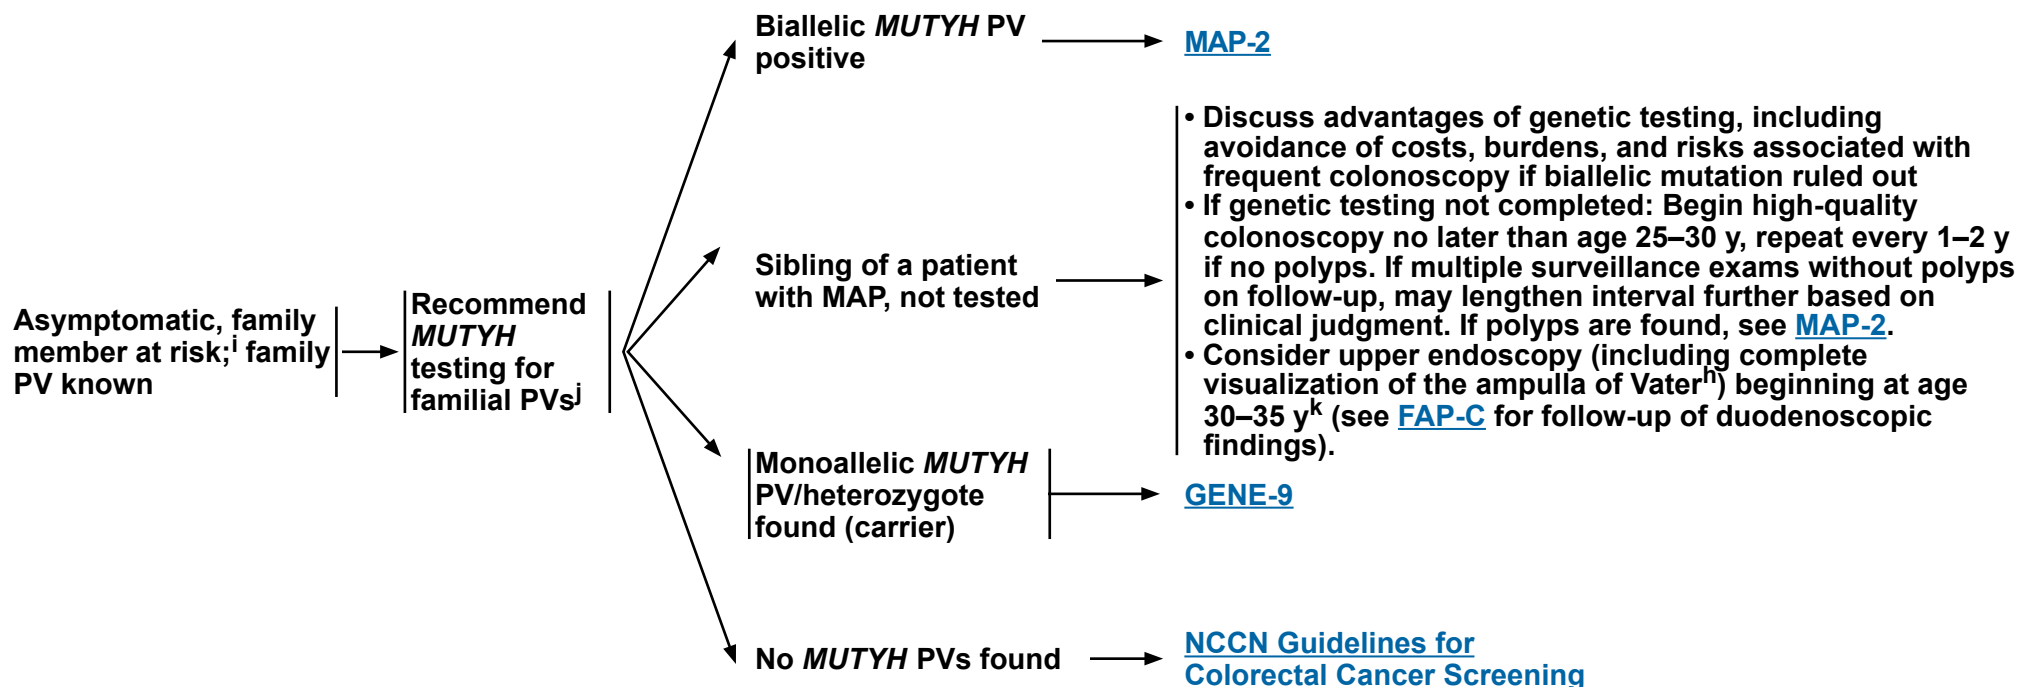 Asymptomatic, family
member at risk;i family
PV known
Recommend
MUTYH
testing for
familial PVsj
Biallelic MUTYH PV
positive
MAP-2
Sibling of a patient
with MAP, not tested
• Discuss advantages of genetic testing, including
avoidance of costs, burdens, and risks associated with
frequent colonoscopy if biallelic mutation ruled out
• If genetic testing not completed: Begin high-quality
colonoscopy no later than age 25–30 y, repeat every 1–2 y
if no polyps. If multiple surveillance exams without polyps
on follow-up, may lengthen interval further based on
clinical judgment. If polyps are found, see MAP-2.
• Consider upper endoscopy (including complete
visualization of the ampulla of Vaterh) beginning at age
30–35 yk (see FAP-C for follow-up of duodenoscopic
findings).
Monoallelic MUTYH
PV/heterozygote
found (carrier)
GENE-9
No MUTYH PVs found
NCCN Guidelines for
Colorectal Cancer Screening